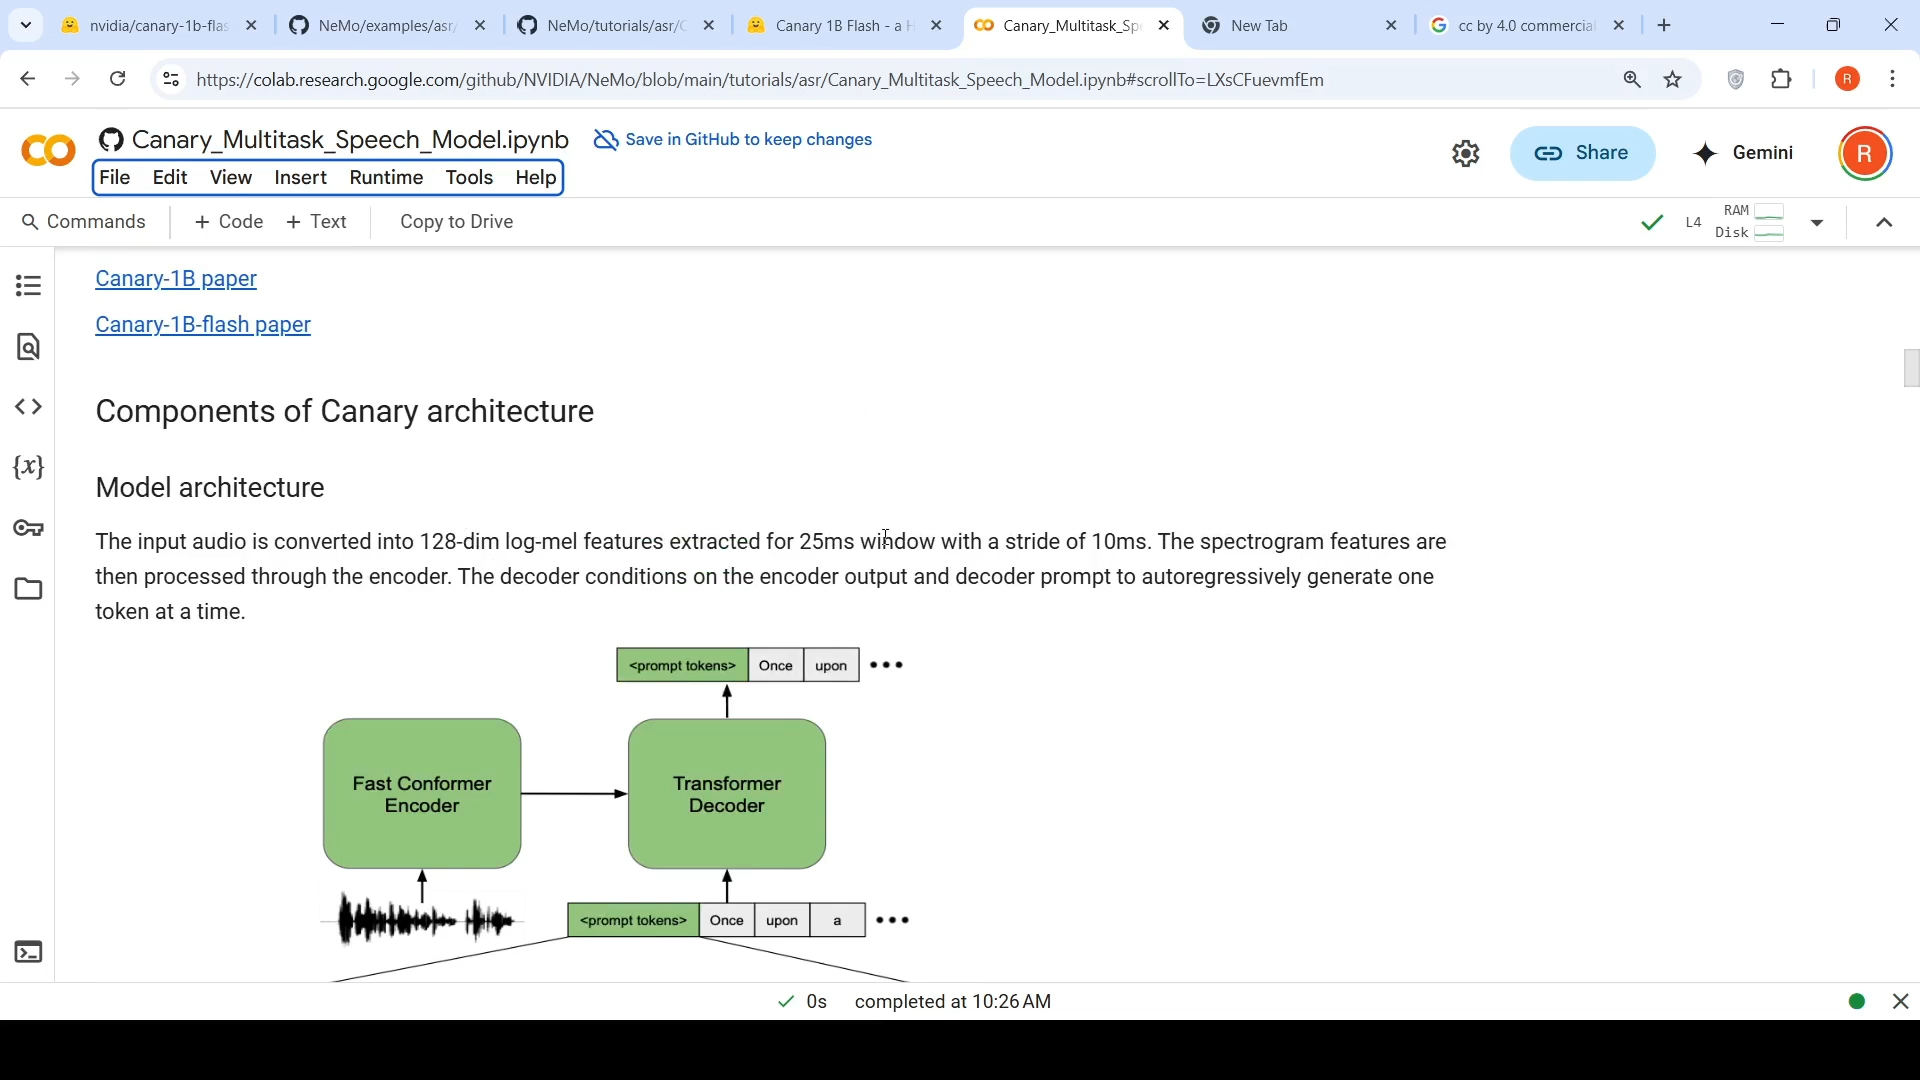 nvidia/canary-1b-flas
NeMo/examples/asr/
NeMo/tutorials/asr/C
Canary 1B Flash - a H
Canary_Multitask_Spe
New Tab
cc by 4.0 commercial
https://colab.research.google.com/github/NVIDIA/NeMo/blob/main/tutorials/asr/Canary_Multitask_Speech_Model.ipynb#scrollTo=LXsCFuevmfEm
R
Canary_Multitask_Speech_Model.ipynb
Save in GitHub to keep changes
Share
Gemini
R
File Edit View Insert Runtime Tools Help
Commands
+ Code
+ Text
Copy to Drive
L4
RAM
Disk
Canary-1B paper
Canary-1B-flash paper
Components of Canary architecture
Model architecture
The input audio is converted into 128-dim log-mel features extracted for 25ms window with a stride of 10ms. The spectrogram features are
then processed through the encoder. The decoder conditions on the encoder output and decoder prompt to autoregressively generate one
token at a time.
<prompt tokens> Once upon •••
Fast Conformer
Encoder
Transformer
Decoder
<prompt tokens> Once upon a •••
0s completed at 10:26 AM